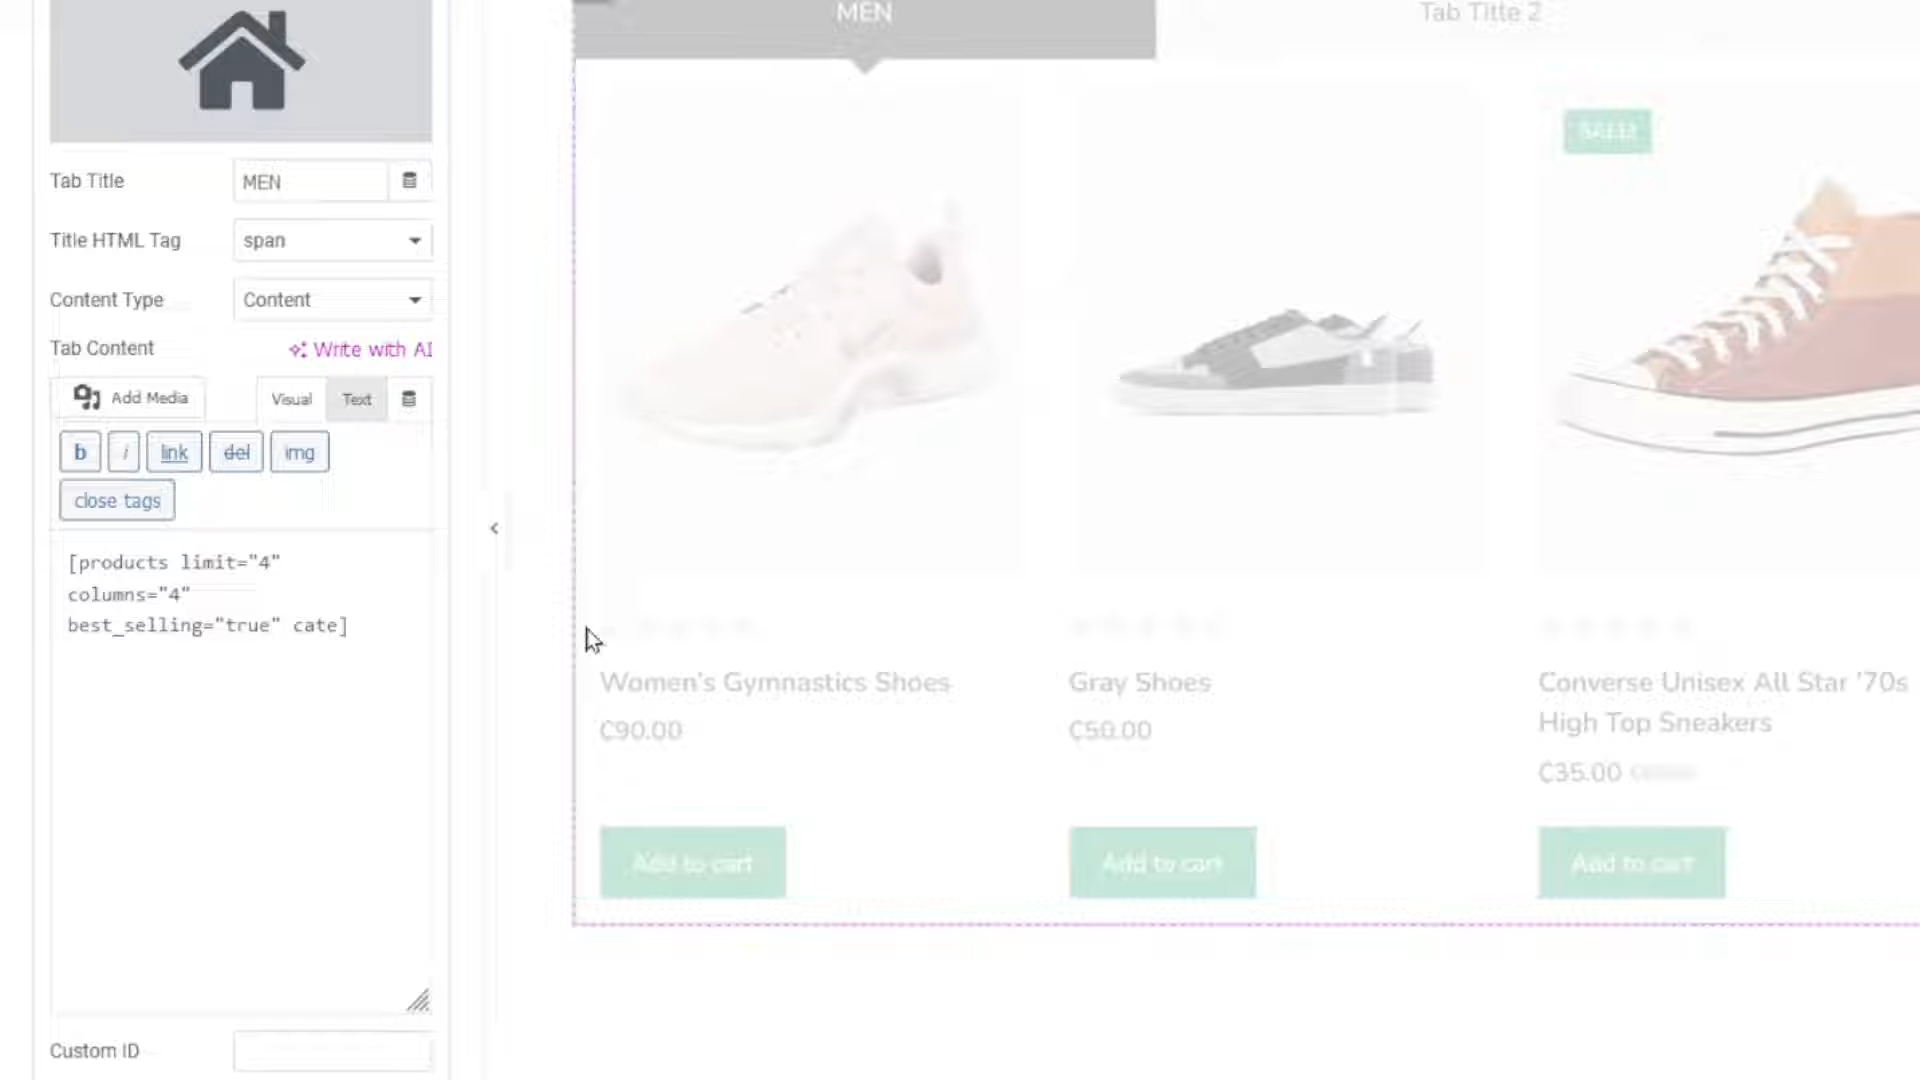 MEN
Tab Title 2
Tab Title
MEN
Title HTML Tag
span
Content Type
Content
Tab Content
Write with AI
Add Media
Visual
Text
b
i
link
del
img
close tags
[products limit="4"
columns="4"
best_selling="true" cate]
Custom ID
SALE!
Women's Gymnastics Shoes
₵90.00
Add to cart
Gray Shoes
₵50.00
Add to cart
Converse Unisex All Star '70s
High Top Sneakers
₵35.00
Add to cart